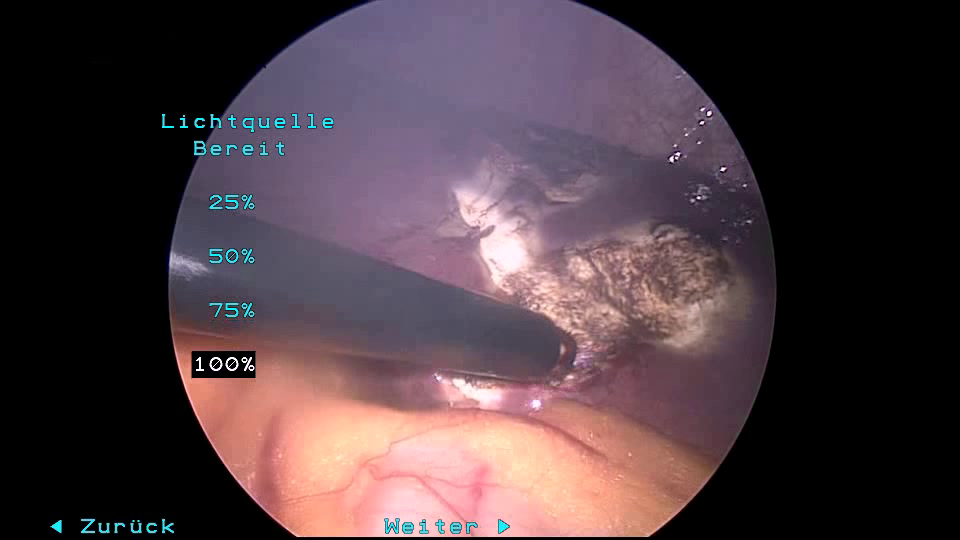 Lichtquelle
Bereit
25%
50%
75%
100%
◄ Zurück
Weiter ►